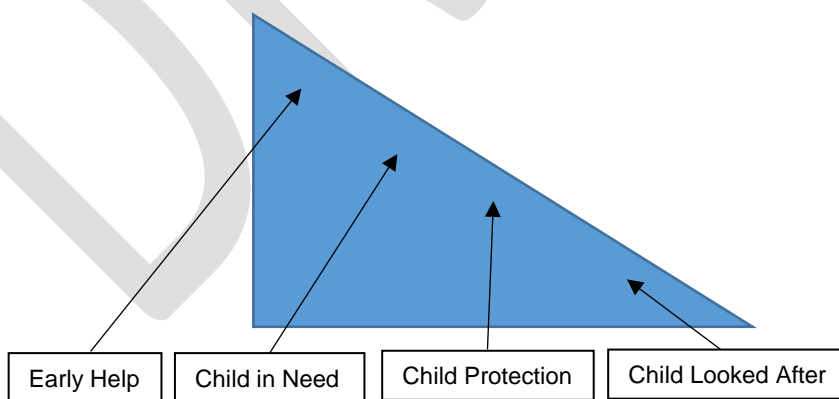 Early Help
Child in Need
Child Protection
Child Looked After